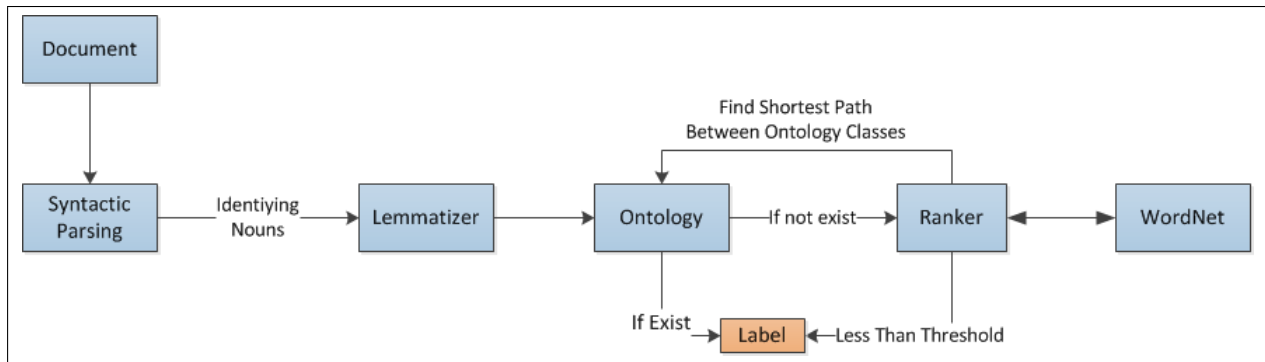 Document
Find Shortest Path
Between Ontology Classes
Syntactic
Parsing
Identiying
Nouns
Lemmatizer
Ontology
If not exist
Ranker
WordNet
If Exist
Label
Less Than Threshold